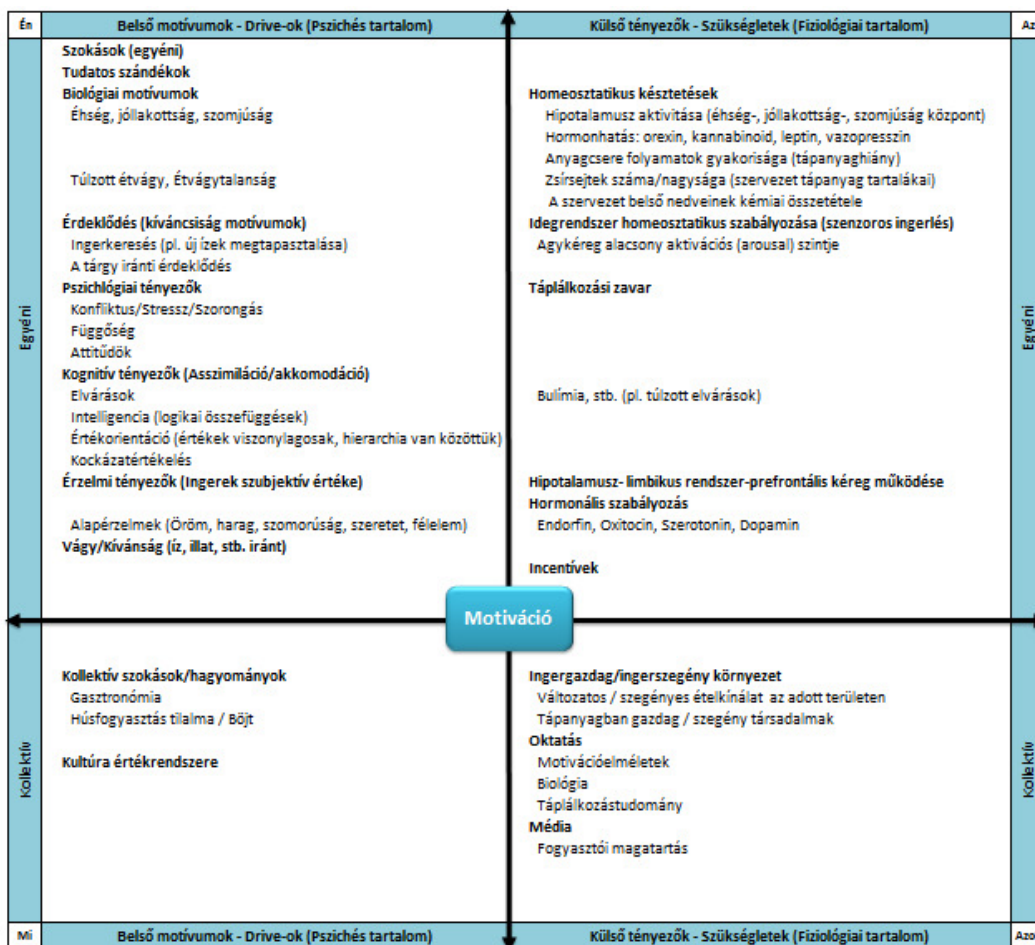 Én
Belső motívumok - Drive-ok (Pszichés tartalom)
Külső tényezők - Szükségletek (Fiziológiai tartalom)
Az
Egyéni
Szokások (egyéni)
Tudatos szándékok
Biológiai motívumok
Éhség, jóllakottság, szomjúság
Túlzott étvágy, Étvágytalanság
Érdeklődés (kíváncsiság motívumok)
Ingerkeresés (pl. új ízek megtapasztalása)
A tárgy iránti érdeklődés
Pszichlógiai tényezők
Konfliktus/Stressz/Szorongás
Függőség
Attitűdök
Kognitív tényezők (Asszimiláció/akkomodáció)
Elvárások
Intelligencia (logikai összefüggések)
Értékorientáció (értékek viszonylagosak, hierarchia van közöttük)
Kockázatértékelés
Érzelmi tényezők (Ingerek szubjektív értéke)
Alapérzelmek (Öröm, harag, szomorúság, szeretet, félelem)
Vágy/Kívánság (íz, illat, stb. iránt)
Homeosztatikus késztetések
Hipotalamusz aktivitása (éhség-, jóllakottság-, szomjúság központ)
Hormonhatás: orexin, kannabinoid, leptin, vazopresszin
Anyagcsere folyamatok gyakorisága (tápanyaghiány)
Zsírsejtek száma/nagysága (szervezet tápanyag tartalákai)
A szervezet belső nedveinek kémiai összetétele
Idegrendszer homeosztatikus szabályozása (szenzoros ingerlés)
Agykéreg alacsony aktivációs (arousal) szintje
Táplálkozási zavar
Bulímia, stb. (pl. túlzott elvárások)
Hipotalamusz- limbikus rendszer-prefrontális kéreg működése
Hormonális szabályozás
Endorfin, Oxitocin, Szerotonin, Dopamin
Incentívek
Egyéni
Motiváció
Kollektív
Kollektív szokások/hagyományok
Gasztronómia
Húsfogyasztás tilalma / Böjt
Kultúra értékrendszere
Ingergazdag/ingerszegény környezet
Változatos / szegényes ételkínálat az adott területen
Tápanyagban gazdag / szegény társadalmak
Oktatás
Motivációelméletek
Biológia
Táplálkozástudomány
Média
Fogyasztói magatartás
Kollektív
Mi
Belső motívumok - Drive-ok (Pszichés tartalom)
Külső tényezők - Szükségletek (Fiziológiai tartalom)